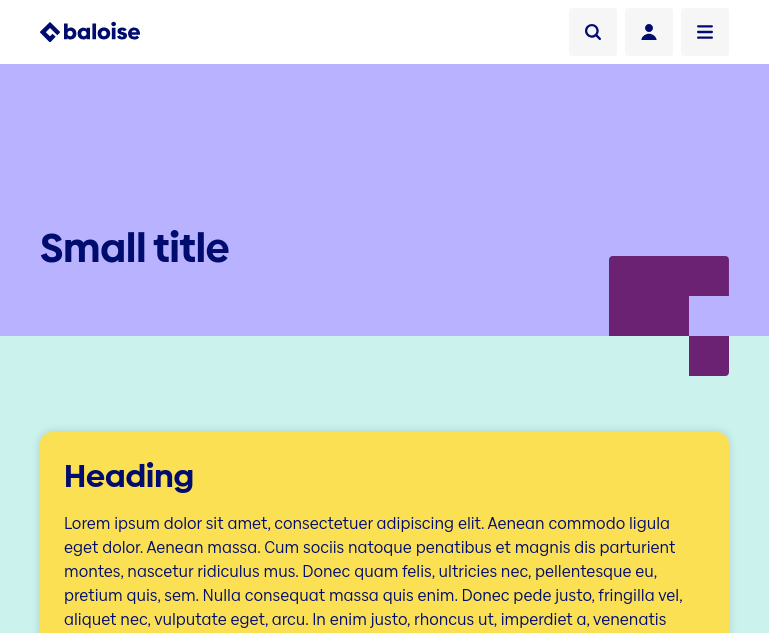 baloise
Small title
Heading
Lorem ipsum dolor sit amet, consectetuer adipiscing elit. Aenean commodo ligula
eget dolor. Aenean massa. Cum sociis natoque penatibus et magnis dis parturient
montes, nascetur ridiculus mus. Donec quam felis, ultricies nec, pellentesque eu,
pretium quis, sem. Nulla consequat massa quis enim. Donec pede justo, fringilla vel,
aliquet nec, vulputate eget, arcu. In enim justo, rhoncus ut, imperdiet a, venenatis